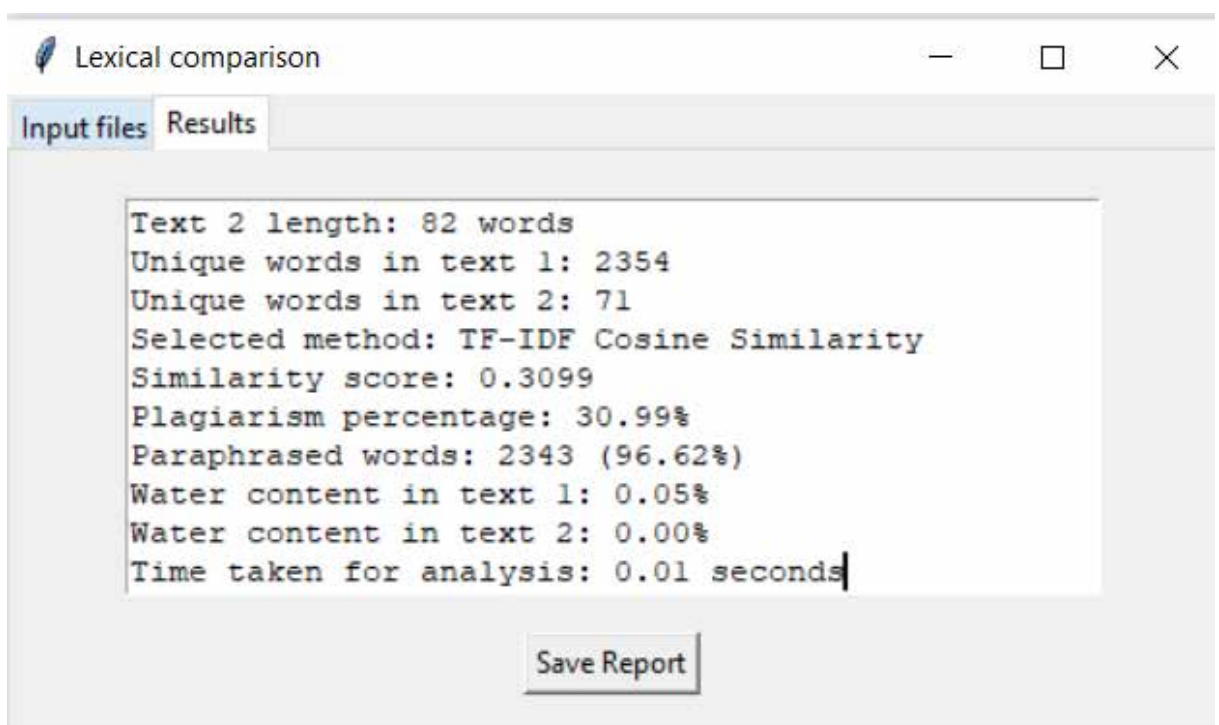 Lexical comparison
Input files Results
Text 2 length: 82 words
Unique words in text 1: 2354
Unique words in text 2: 71
Selected method: TF-IDF Cosine Similarity
Similarity score: 0.3099
Plagiarism percentage: 30.99%
Paraphrased words: 2343 (96.62%)
Water content in text 1: 0.05%
Water content in text 2: 0.00%
Time taken for analysis: 0.01 seconds
Save Report